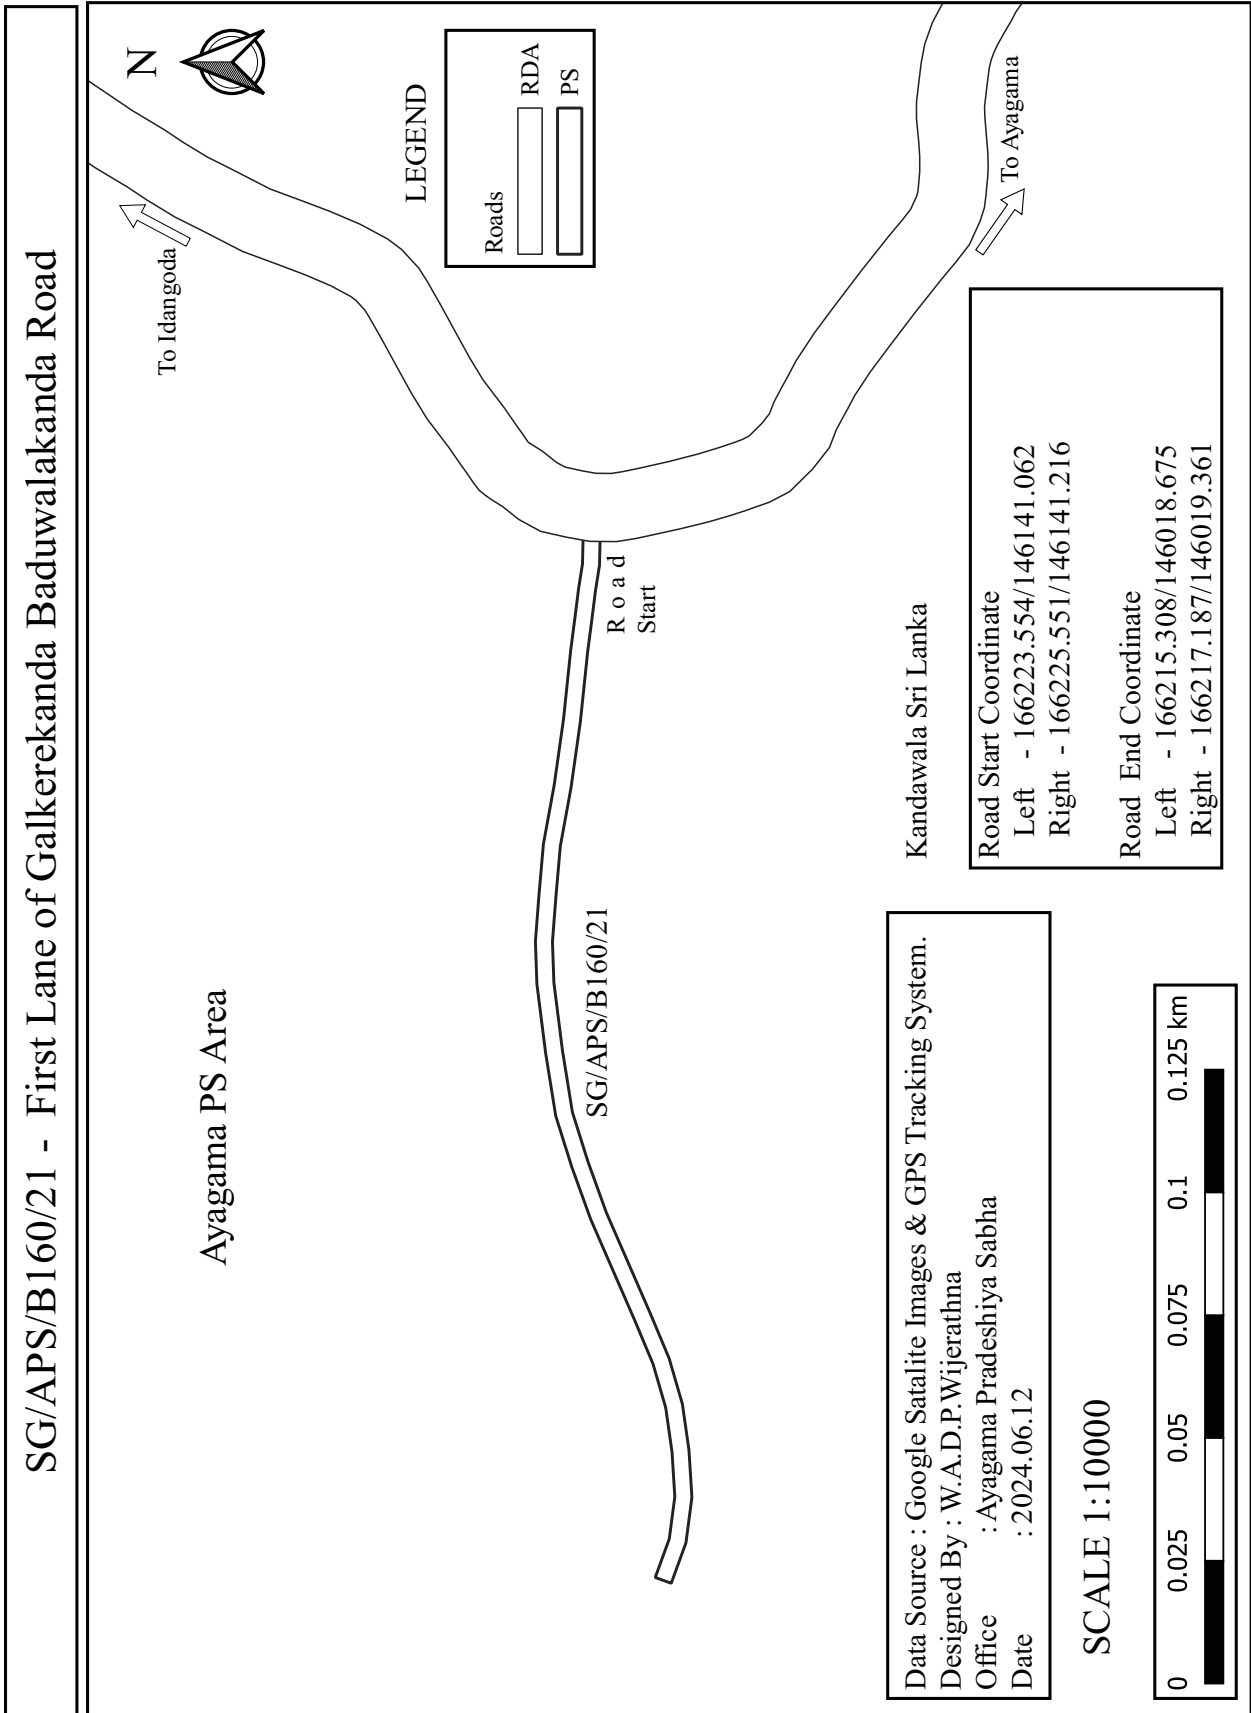 SG/APS/B160/21 - First Lane of Galkerekanda Baduwalakanda Road
N
To Idangoda
Ayagama PS Area
LEGEND
Roads
RDA
PS
SG/APS/B160/21
Road
Start
To Ayagama
Kandawala Sri Lanka
Data Source : Google Satalite Images & GPS Tracking System.
Designed By : W.A.D.P.Wijerathna
Office : Ayagama Pradeshiya Sabha
Date : 2024.06.12
Road Start Coordinate
Left - 166223.554/146141.062
Right - 166225.551/146141.216
Road End Coordinate
Left - 166215.308/146018.675
Right - 166217.187/146019.361
SCALE 1:10000
0 0.025 0.05 0.075 0.1 0.125 km